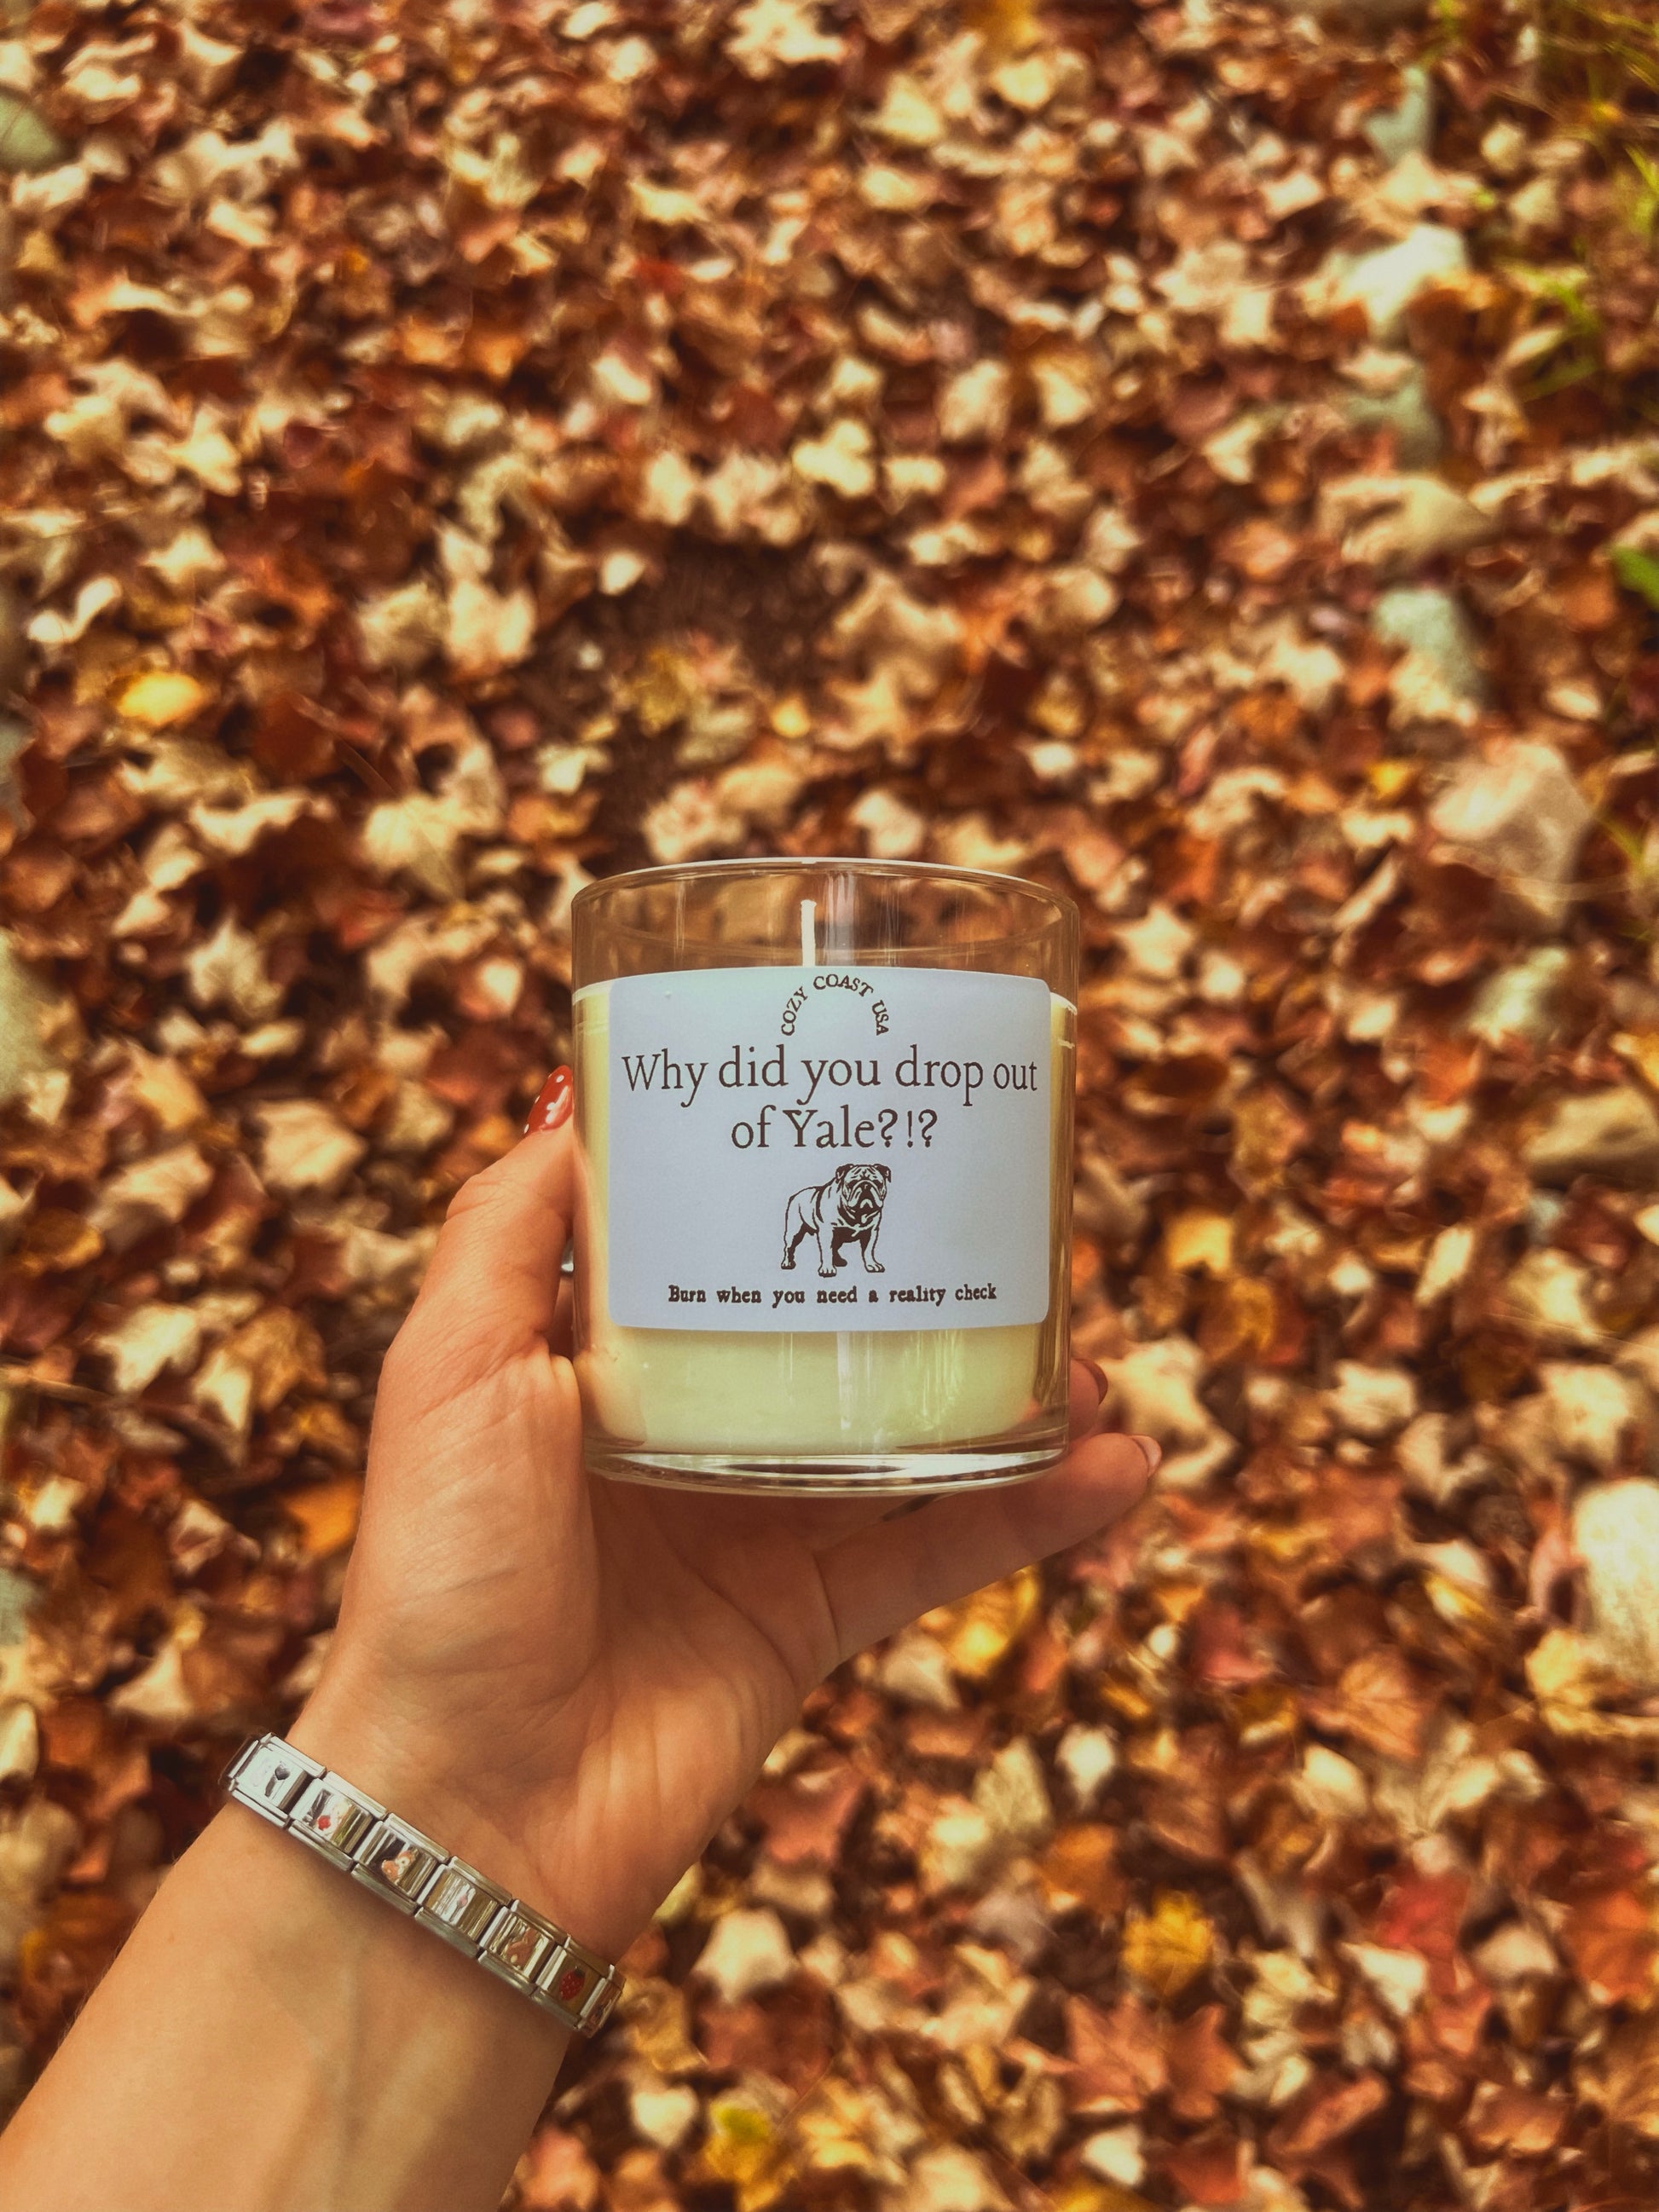 COZY COAST USA
Why did you drop out
of Yale?!?
Burn when you need a reality check